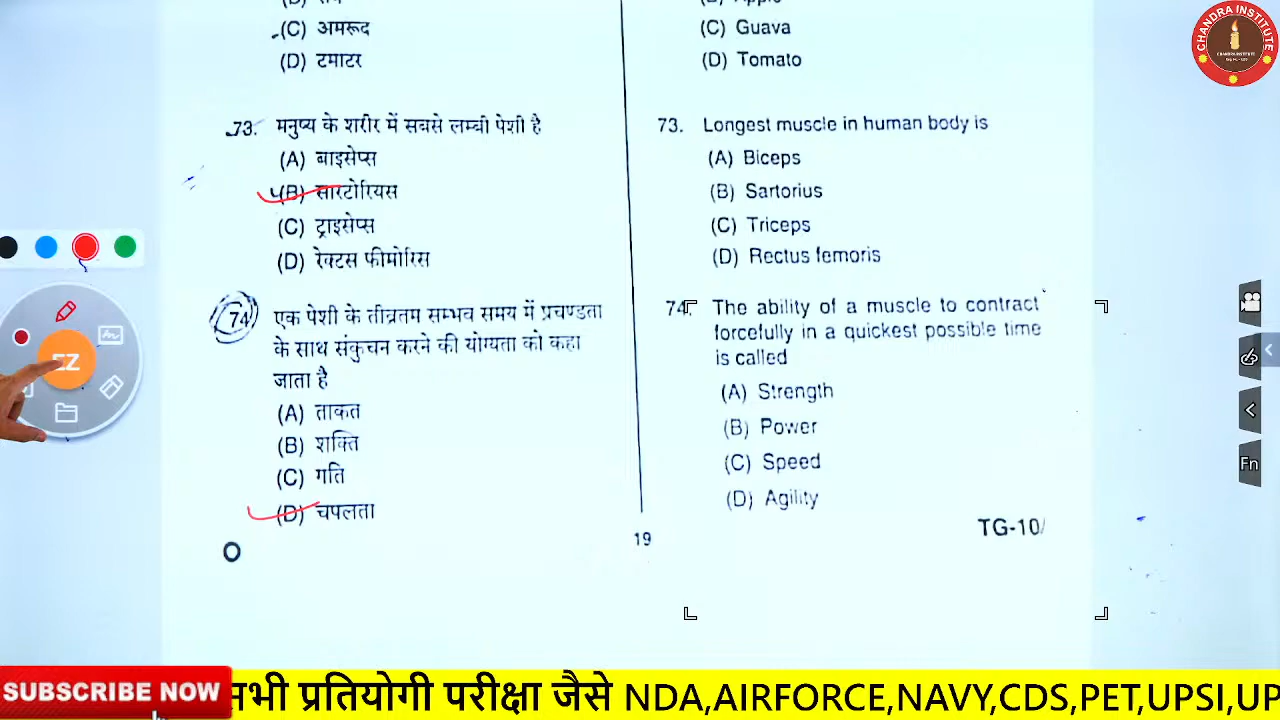 (C) अमरूद
(D) टमाटर
73. मनुष्य के शरीर में सबसे लम्बी पेशी है
(A) बाइसेप्स
(B) सारटोरियस
(C) ट्राइसेप्स
(D) रेक्टस फीमोरिस
74 एक पेशी के तीव्रतम सम्भव समय में प्रचण्डता
के साथ संकुचन करने की योग्यता को कहा
जाता है
(A) ताकत
(B) शक्ति
(C) गति
(D) चपलता
(C) Guava
(D) Tomato
73. Longest muscle in human body is
(A) Biceps
(B) Sartorius
(C) Triceps
(D) Rectus femoris
74. The ability of a muscle to contract
forcefully in a quickest possible time
is called
(A) Strength
(B) Power
(C) Speed
(D) Agility
19
TG-10/
CHANDRA INSTITUTE
EZ
Fn
SUBSCRIBE NOW
सभी प्रतियोगी परीक्षा जैसे NDA,AIRFORCE,NAVY,CDS,PET,UPSI,UP